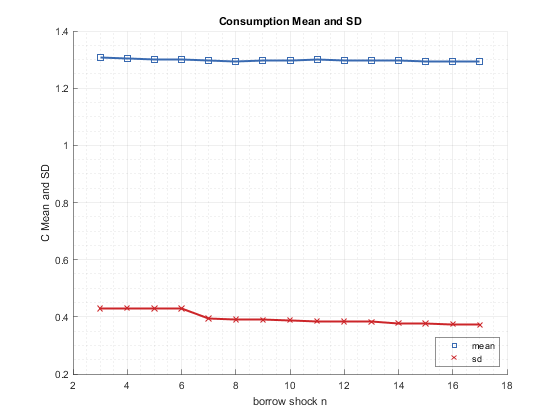 Consumption Mean and SD
C Mean and SD
1.4
1.2
1
0.8
0.6
0.4
0.2
2 4 6 8 10 12 14 16 18
borrow shock n
mean
sd